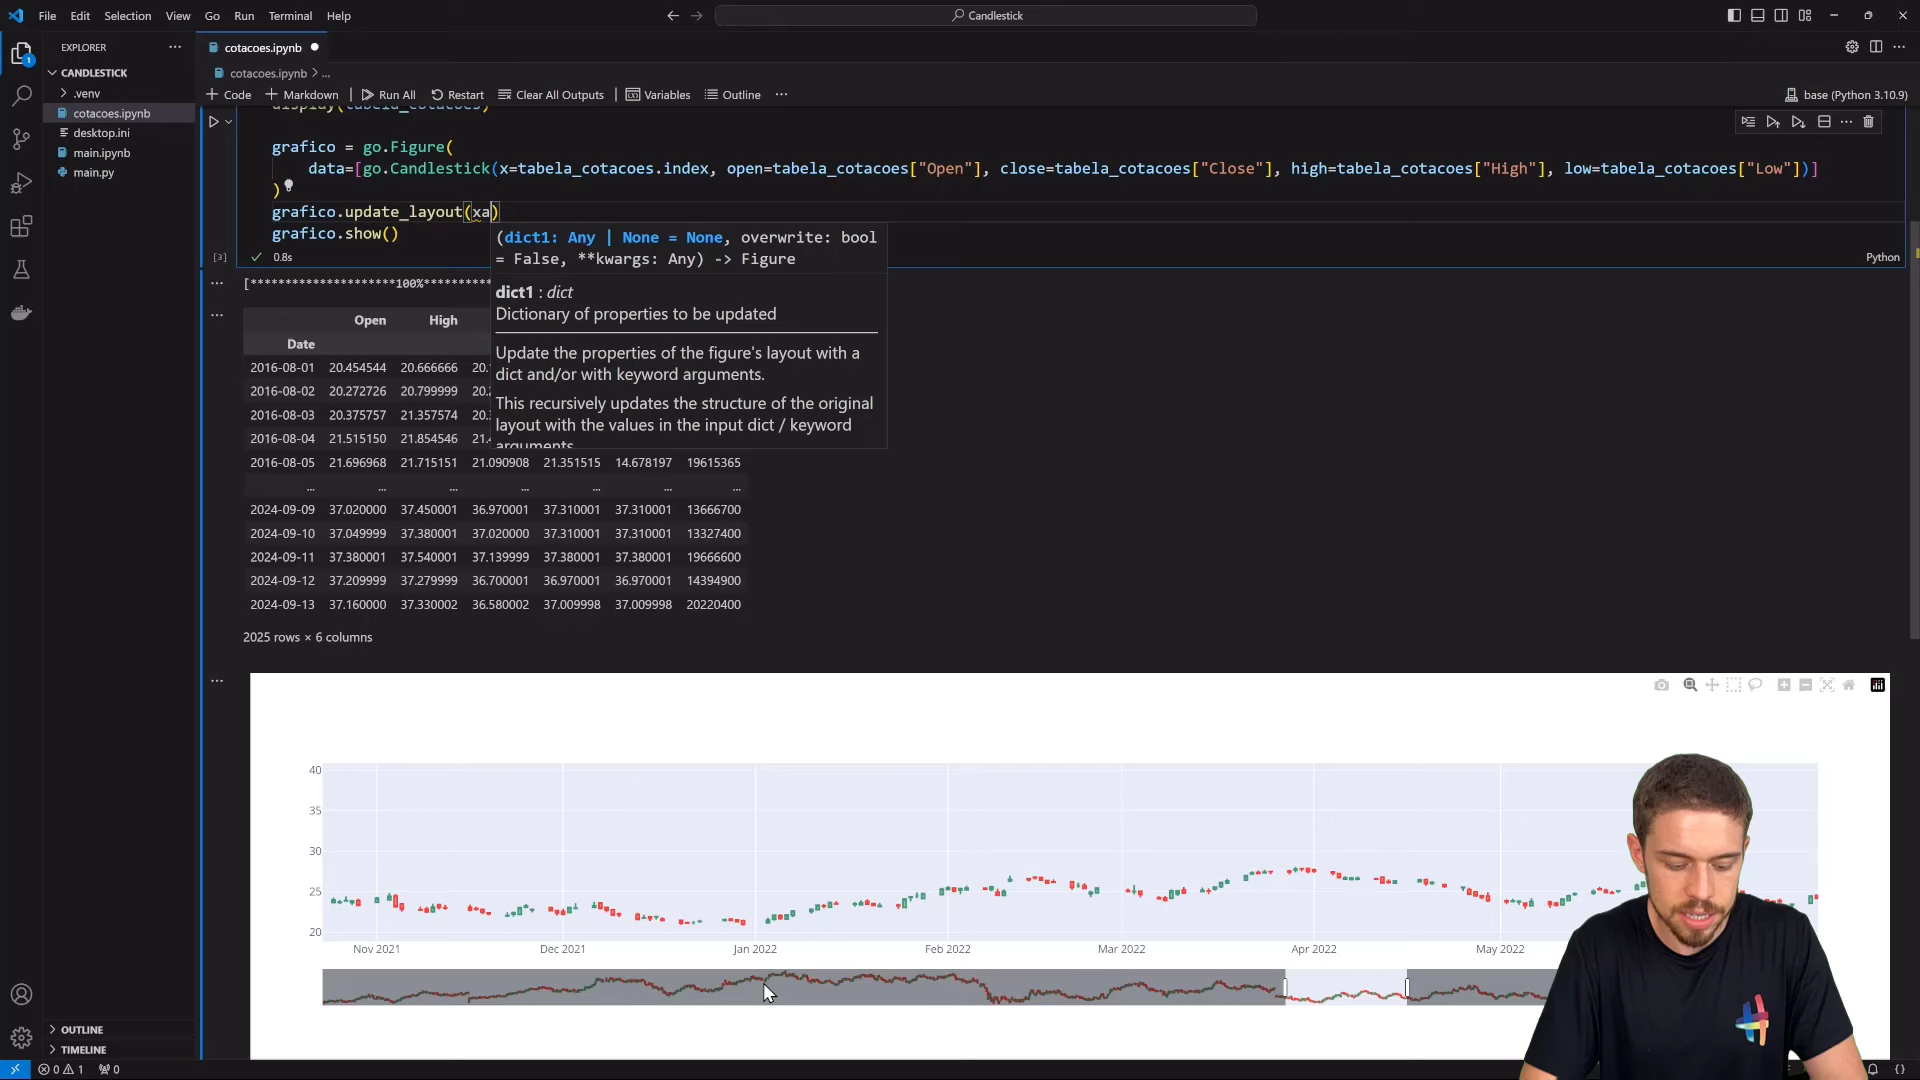 File Edit Selection View Go Run Terminal Help
Candlestick
EXPLORER
CANDLESTICK
.venv
cotacoes.ipynb
desktop.ini
main.ipynb
main.py
OUTLINE
TIMELINE
cotacoes.ipynb
cotacoes.ipynb > ...
Code Markdown Run All Restart Clear All Outputs Variables Outline ...
base (Python 3.10.9)
display(tabela_cotacoes)
grafico = go.Figure(
data=[go.Candlestick(x=tabela_cotacoes.index, open=tabela_cotacoes["Open"], close=tabela_cotacoes["Close"], high=tabela_cotacoes["High"], low=tabela_cotacoes["Low"])]
)
grafico.update_layout(xa)
grafico.show()
[3] 0.8s Python
(dict1: Any | None = None, overwrite: bool
= False, **kwargs: Any) -> Figure
dict1 : dict
Dictionary of properties to be updated
Update the properties of the figure's layout with a
dict and/or with keyword arguments.
This recursively updates the structure of the original
layout with the values in the input dict / keyword
arguments
[*********************100%***********
Open High
Date
2016-08-01 20.454544 20.666666 20.
2016-08-02 20.272726 20.799999 20.
2016-08-03 20.375757 21.357574 20.
2016-08-04 21.515150 21.854546 21.
2016-08-05 21.696968 21.715151 21.090908 21.351515 14.678197 19615365
... ... ... ... ... ... ...
2024-09-09 37.020000 37.450001 36.970001 37.310001 37.310001 13666700
2024-09-10 37.049999 37.380001 37.020000 37.310001 37.310001 13327400
2024-09-11 37.380001 37.540001 37.139999 37.380001 37.380001 19666600
2024-09-12 37.209999 37.279999 36.700001 36.970001 36.970001 14394900
2024-09-13 37.160000 37.330002 36.580002 37.009998 37.009998 20220400
2025 rows × 6 columns
40
35
30
25
20
Nov 2021 Dec 2021 Jan 2022 Feb 2022 Mar 2022 Apr 2022 May 2022
0 1 0